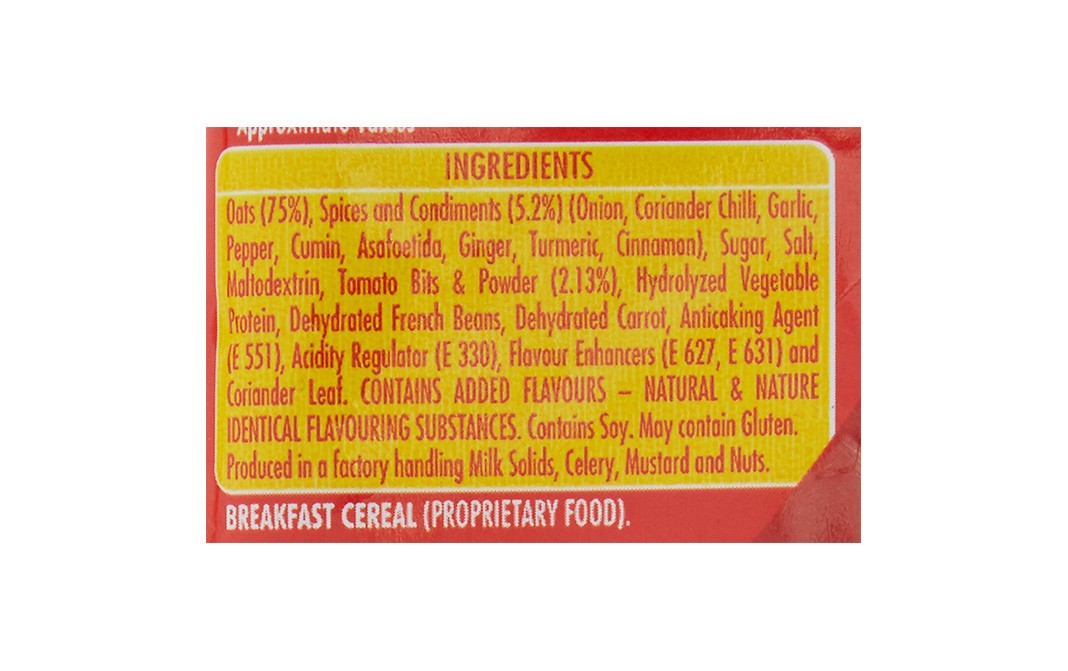 Approximate Values
INGREDIENTS
Oats (75%), Spices and Condiments (5.2%) (Onion, Coriander Chilli, Garlic,
Pepper, Cumin, Asafoetida, Ginger, Turmeric, Cinnamon), Sugar, Salt,
Maltodextrin, Tomato Bits & Powder (2.13%), Hydrolyzed Vegetable
Protein, Dehydrated French Beans, Dehydrated Carrot, Anticaking Agent
(E 551), Acidity Regulator (E 330), Flavour Enhancers (E 627, E 631) and
Coriander Leaf. CONTAINS ADDED FLAVOURS – NATURAL & NATURE
IDENTICAL FLAVOURING SUBSTANCES. Contains Soy. May contain Gluten.
Produced in a factory handling Milk Solids, Celery, Mustard and Nuts.
BREAKFAST CEREAL (PROPRIETARY FOOD).